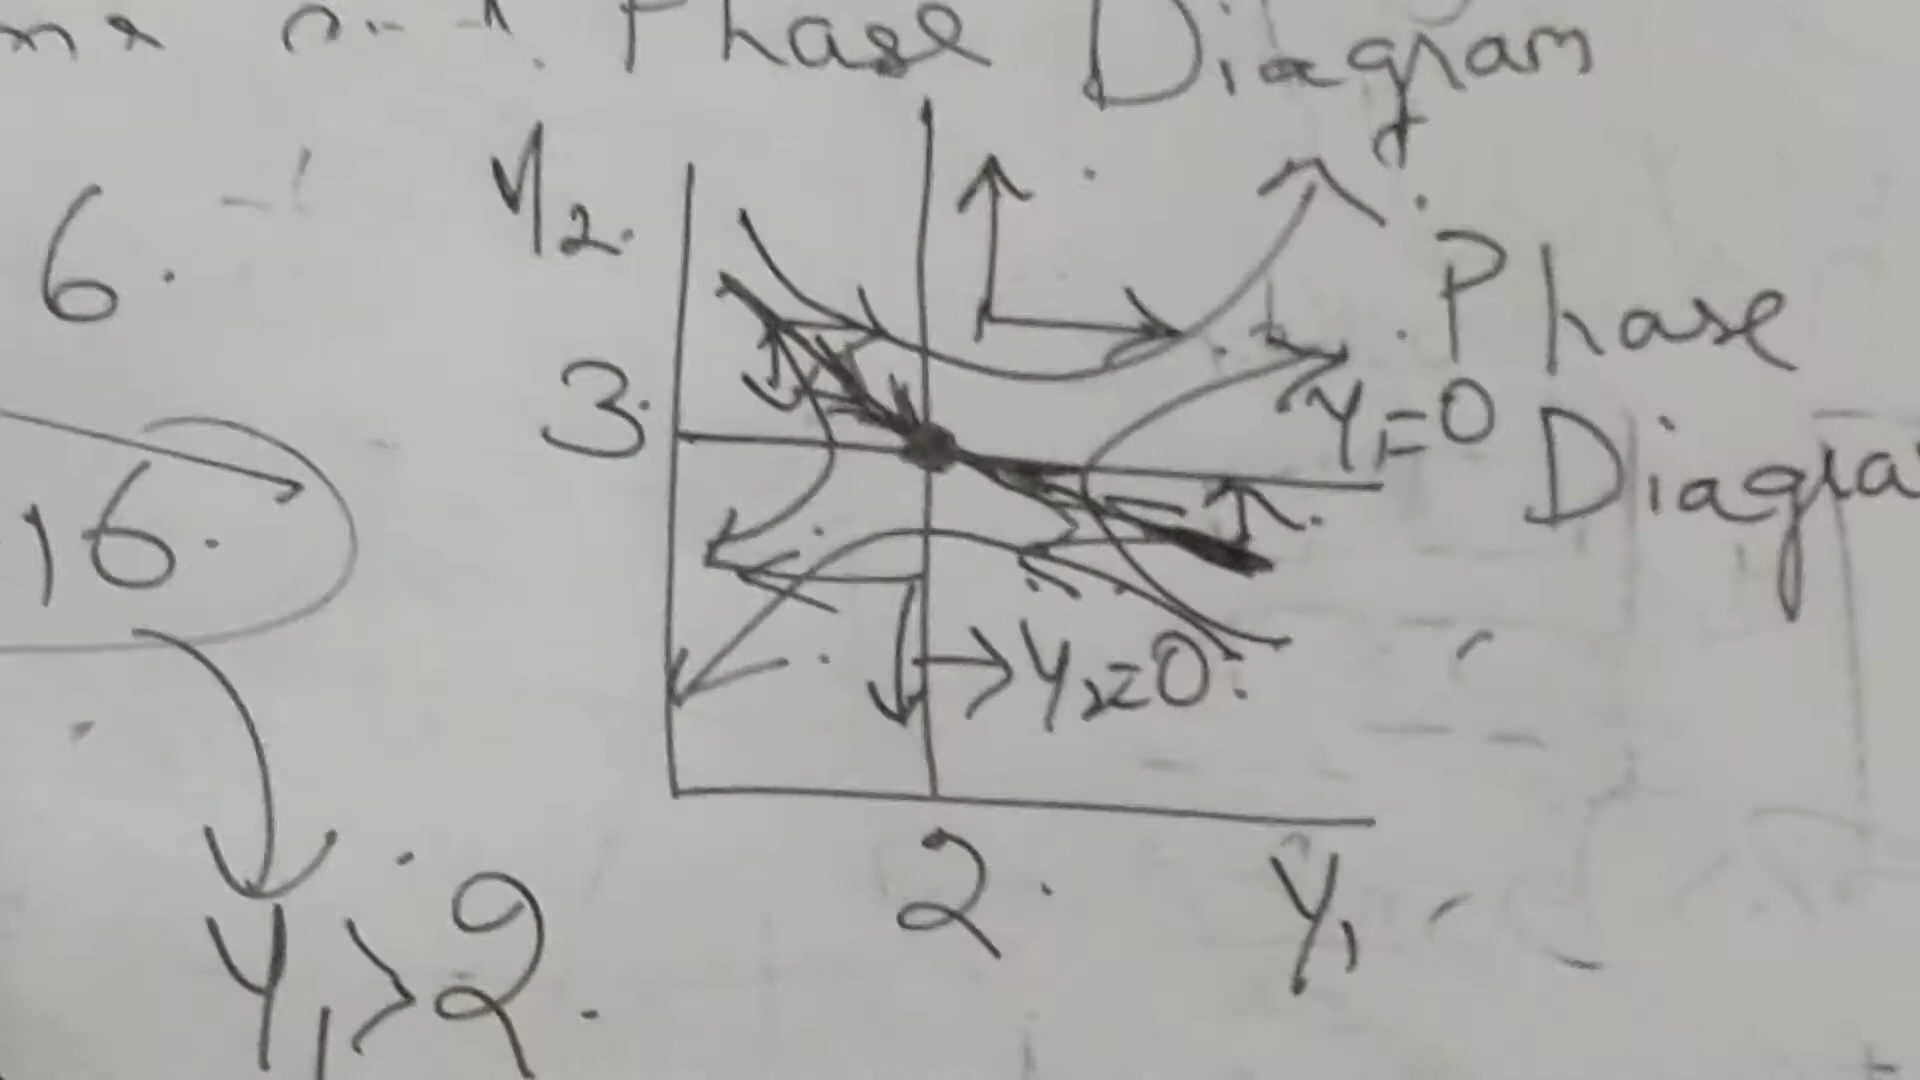 Phase Diagram
Y2.
6.
3.
Phase
Y1=0
Diagra
16.
Y2=0.
2.
Y1
Y1>2.